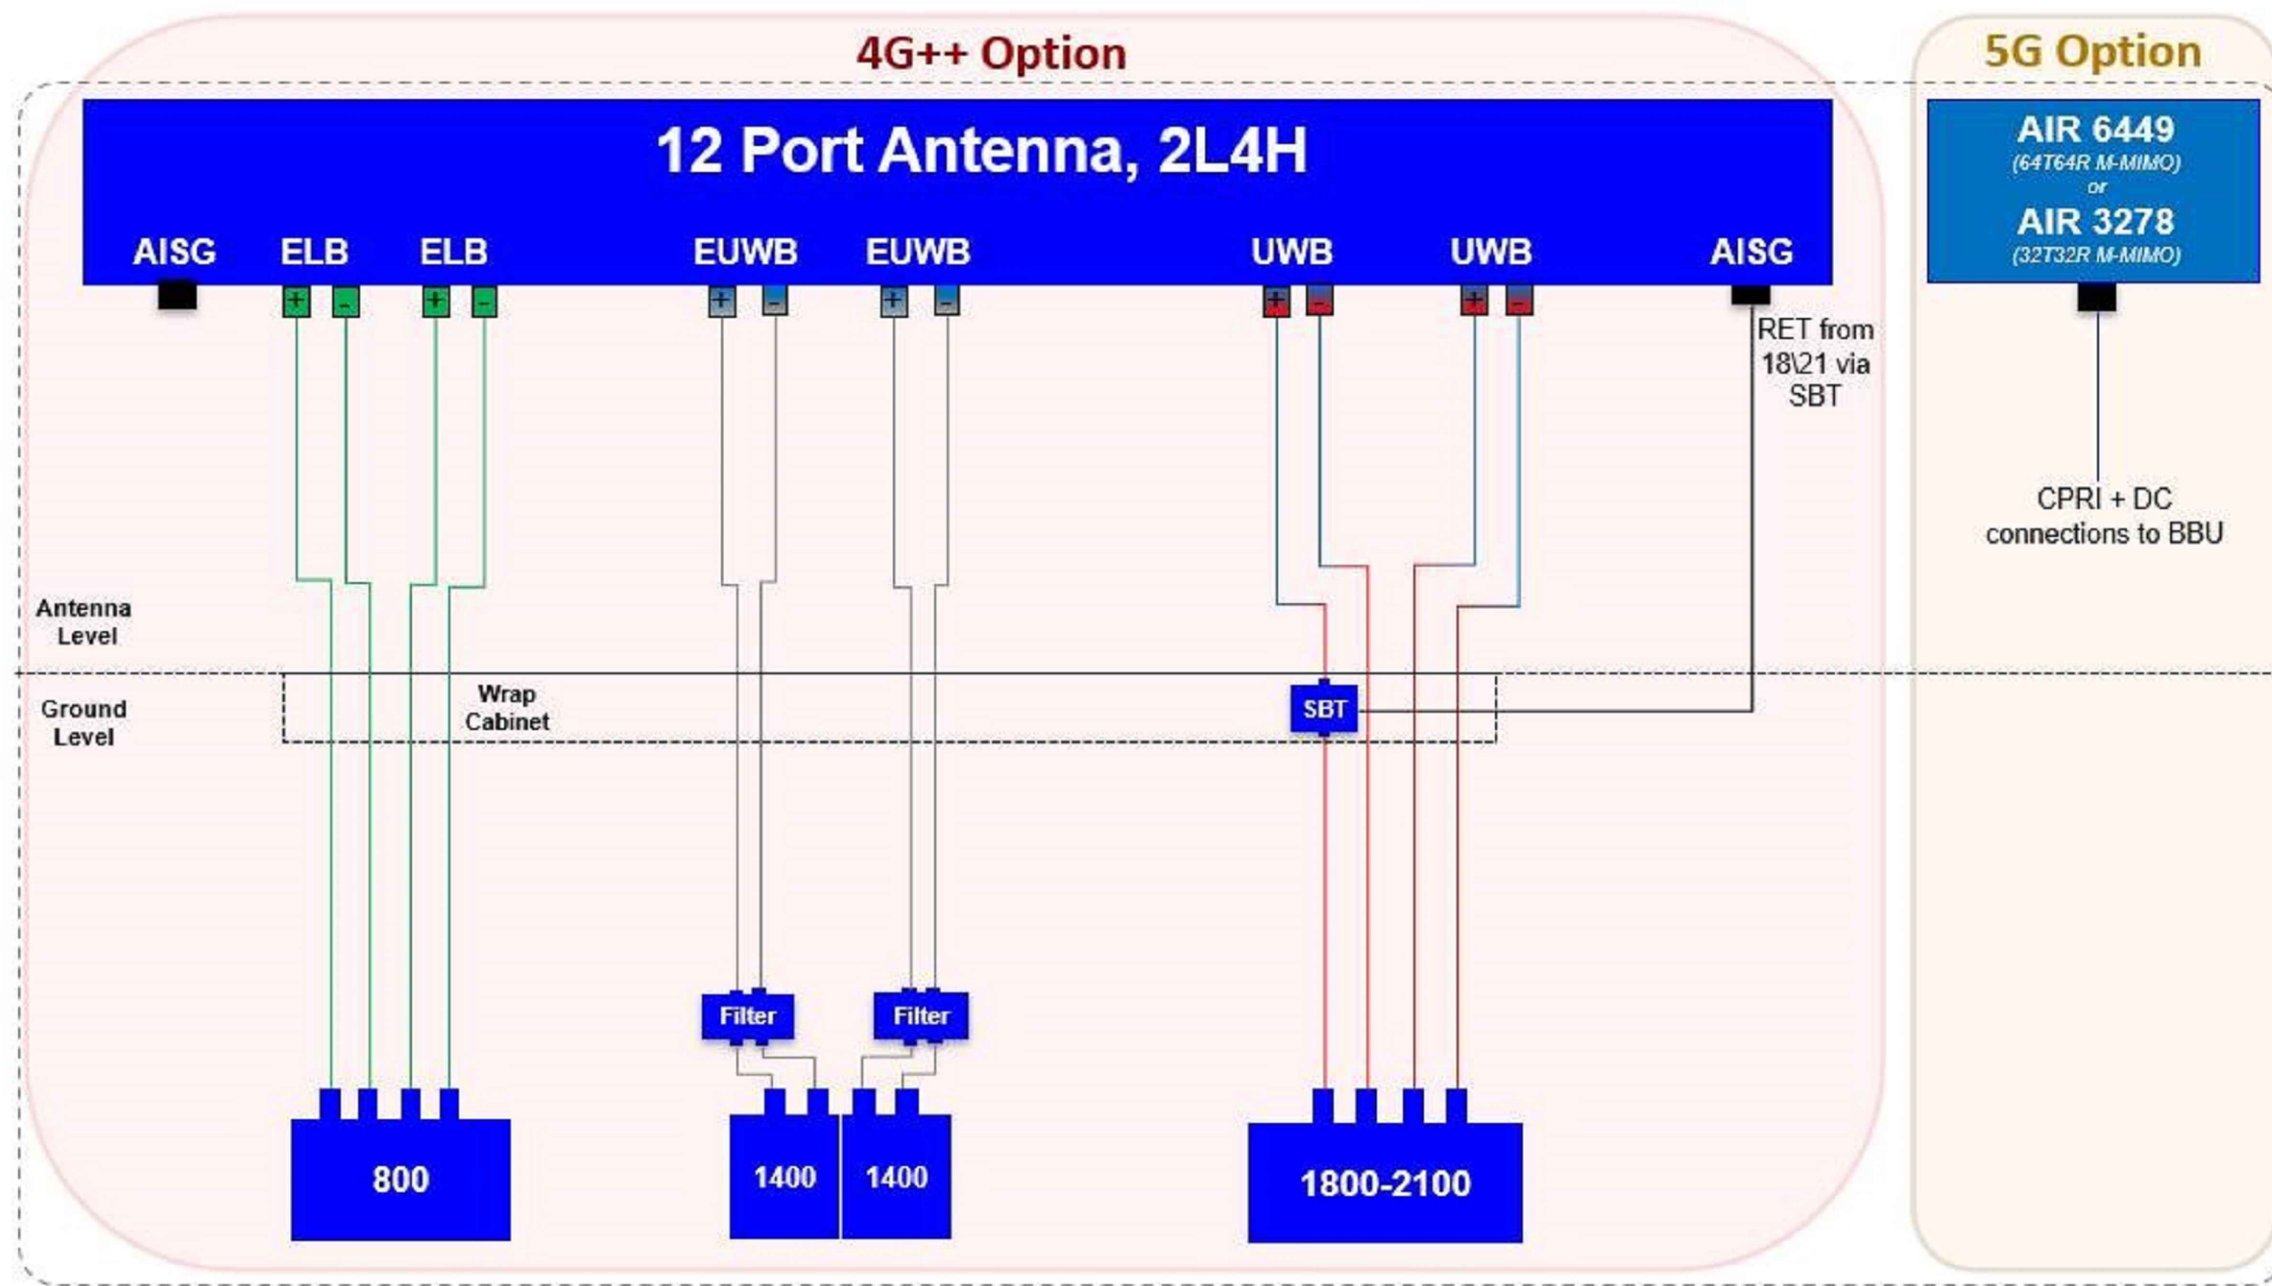 4G++ Option
5G Option
12 Port Antenna, 2L4H
AISG
ELB
ELB
EUWB
EUWB
UWB
UWB
AISG
+
-
+
-
+
-
+
-
+
-
+
-
AIR 6449
(64T64R M-MIMO)
or
AIR 3278
(32T32R M-MIMO)
RET from
18\21 via
SBT
CPRI + DC
connections to BBU
Antenna
Level
Ground
Level
Wrap
Cabinet
SBT
Filter
Filter
800
1400
1400
1800-2100